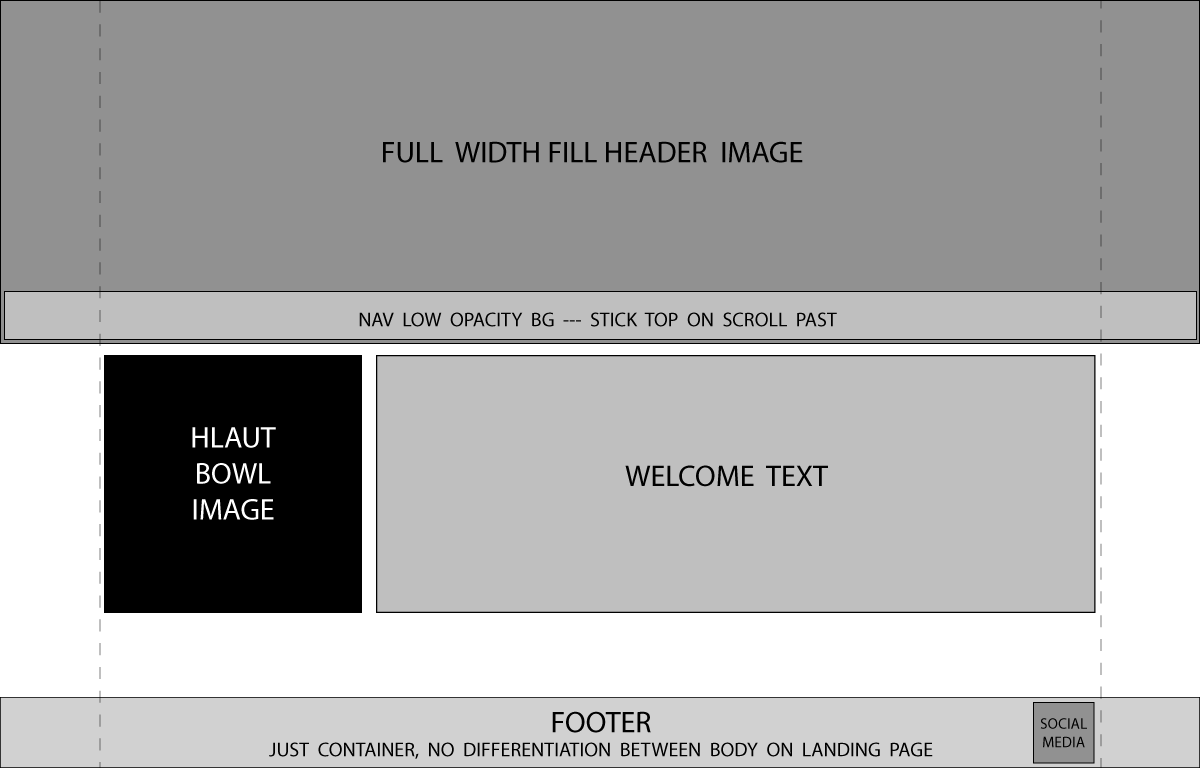 FULL WIDTH FILL HEADER IMAGE
NAV LOW OPACITY BG --- STICK TOP ON SCROLL PAST
HLAUT
BOWL
IMAGE
WELCOME TEXT
FOOTER
JUST CONTAINER, NO DIFFERENTIATION BETWEEN BODY ON LANDING PAGE
SOCIAL
MEDIA